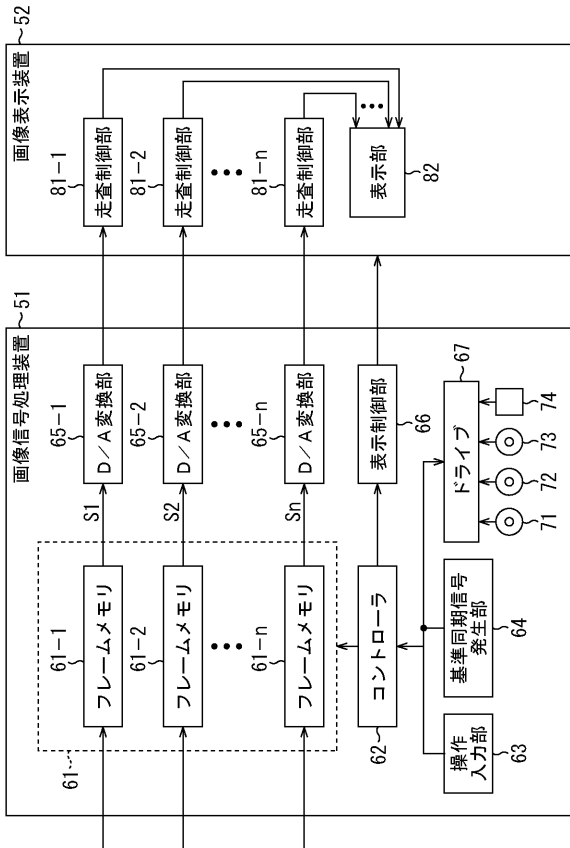 画像信号処理装置
51
画像表示装置
52
61
61-1
フレームメモリ
S1
65-1
D/A変換部
81-1
走査制御部
61-2
フレームメモリ
S2
65-2
D/A変換部
81-2
走査制御部
61-n
フレームメモリ
Sn
65-n
D/A変換部
81-n
走査制御部
表示部
82
コントローラ
62
表示制御部
66
操作
入力部
63
基準同期信号
発生部
64
ドライブ
67
71
72
73
74